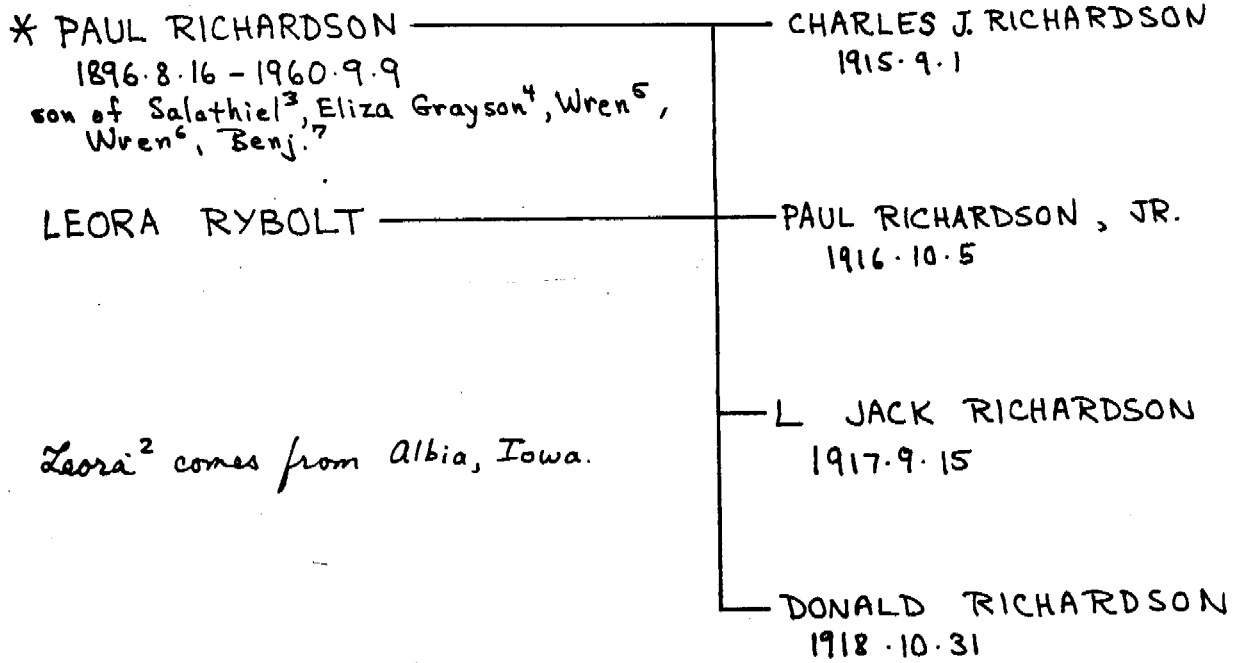 * PAUL RICHARDSON
1896.8.16 - 1960.9.9
son of Salathiel³, Eliza Grayson⁴, Wren⁵,
Wren⁶, Benj.⁷
LEORA RYBOLT
Leora² comes from Albia, Iowa.
CHARLES J. RICHARDSON
1915.9.1
PAUL RICHARDSON, JR.
1916.10.5
L JACK RICHARDSON
1917.9.15
DONALD RICHARDSON
1918.10.31